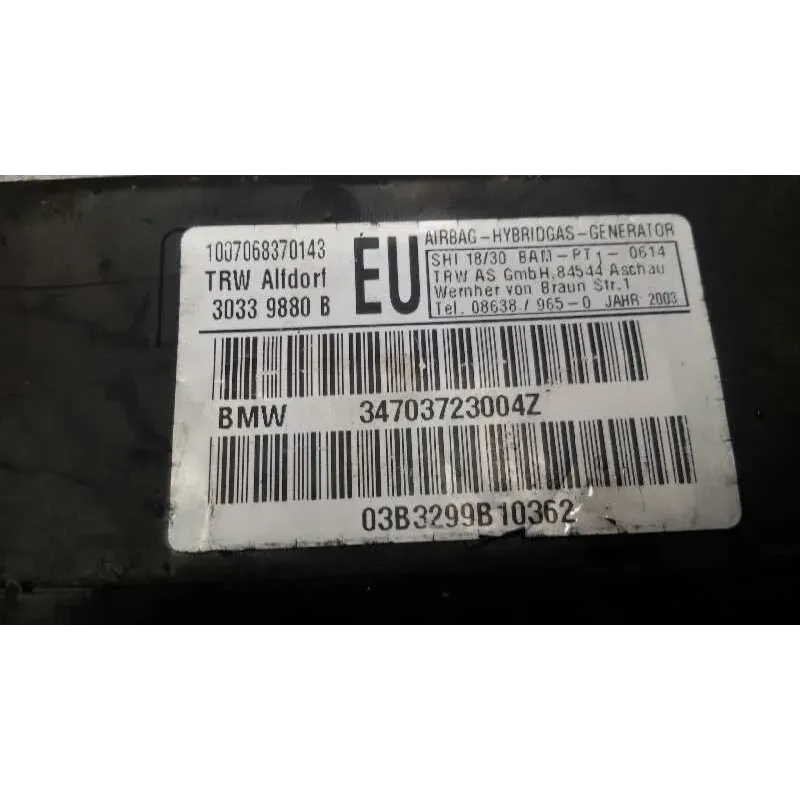 1007068370143
TRW Alfdorf
3033 9880 B
EU
AIRBAG-HYBRIDGAS-GENERATOR
SHI 18/30 BAM-PT1- 0614
TRW AS GmbH,84544 Aschau
Wernher von Braun Str.1
Tel. 08638/ 965-0 JAHR 2003
BMW 34703723004Z
03B3299B10362